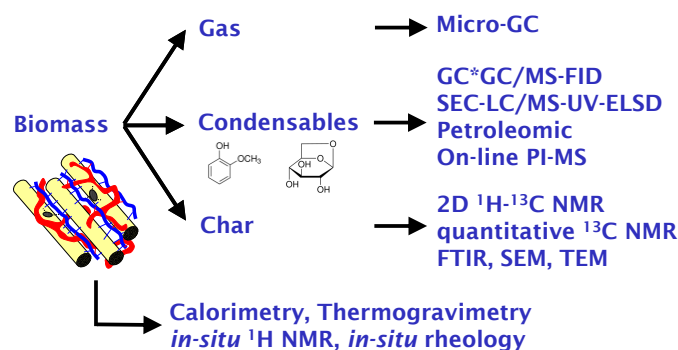 Gas
Micro-GC
Biomass
Condensables
GC*GC/MS-FID
SEC-LC/MS-UV-ELSD
Petroleomic
On-line PI-MS
OH
OCH₃
O
O
OH
OH
OH
Char
2D ¹H-¹³C NMR
quantitative ¹³C NMR
FTIR, SEM, TEM
Calorimetry, Thermogravimetry
in-situ ¹H NMR, in-situ rheology